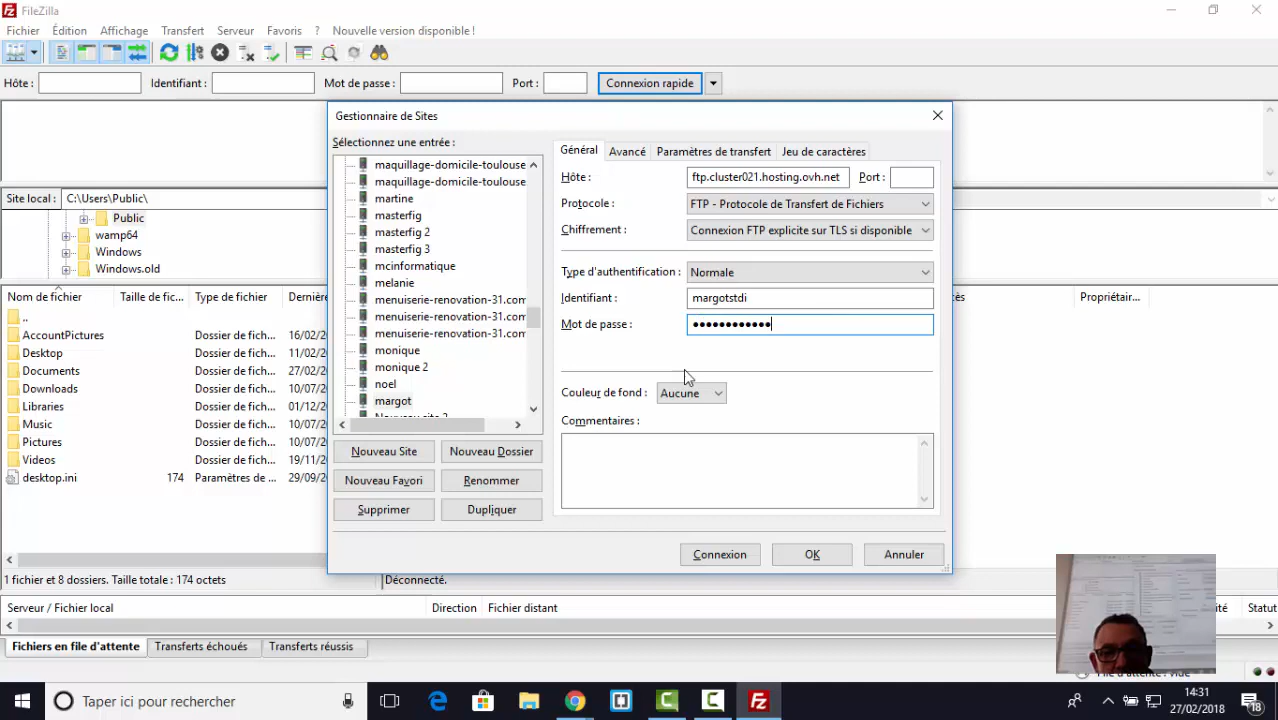 FileZilla
Fichier Édition Affichage Transfert Serveur Favoris ? Nouvelle version disponible !
Hôte : Identifiant : Mot de passe : Port : Connexion rapide
Gestionnaire de Sites
Sélectionnez une entrée :
maquillage-domicile-toulouse
maquillage-domicile-toulouse
martine
masterfig
masterfig 2
masterfig 3
mcinformatique
melanie
menuiserie-renovation-31.com
menuiserie-renovation-31.com
menuiserie-renovation-31.com
monique
monique 2
noel
margot
Nouveau site 2
Nouveau Site Nouveau Dossier
Nouveau Favori Renommer
Supprimer Dupliquer
Général Avancé Paramètres de transfert Jeu de caractères
Hôte : ftp.cluster021.hosting.ovh.net Port :
Protocole : FTP - Protocole de Transfert de Fichiers
Chiffrement : Connexion FTP explicite sur TLS si disponible
Type d'authentification : Normale
Identifiant : margotstdi
Mot de passe : ●●●●●●●●●●●●
Couleur de fond : Aucune
Commentaires :
Connexion OK Annuler
Site local : C:\Users\Public\
Public
wamp64
Windows
Windows.old
Nom de fichier Taille de fic... Type de fichier Dernière
..
AccountPictures Dossier de fich... 16/02/
Desktop Dossier de fich... 11/02/
Documents Dossier de fich... 27/02/
Downloads Dossier de fich... 10/07/
Libraries Dossier de fich... 01/12/
Music Dossier de fich... 10/07/
Pictures Dossier de fich... 10/07/
Videos Dossier de fich... 19/11/
desktop.ini 174 Paramètres de ... 29/09/
Propriétair...
1 fichier et 8 dossiers. Taille totale : 174 octets
Déconnecté.
Serveur / Fichier local Direction Fichier distant Statut
Fichiers en file d'attente Transferts échoués Transferts réussis
File d'attente : vide
Taper ici pour rechercher
14:31
27/02/2018
18